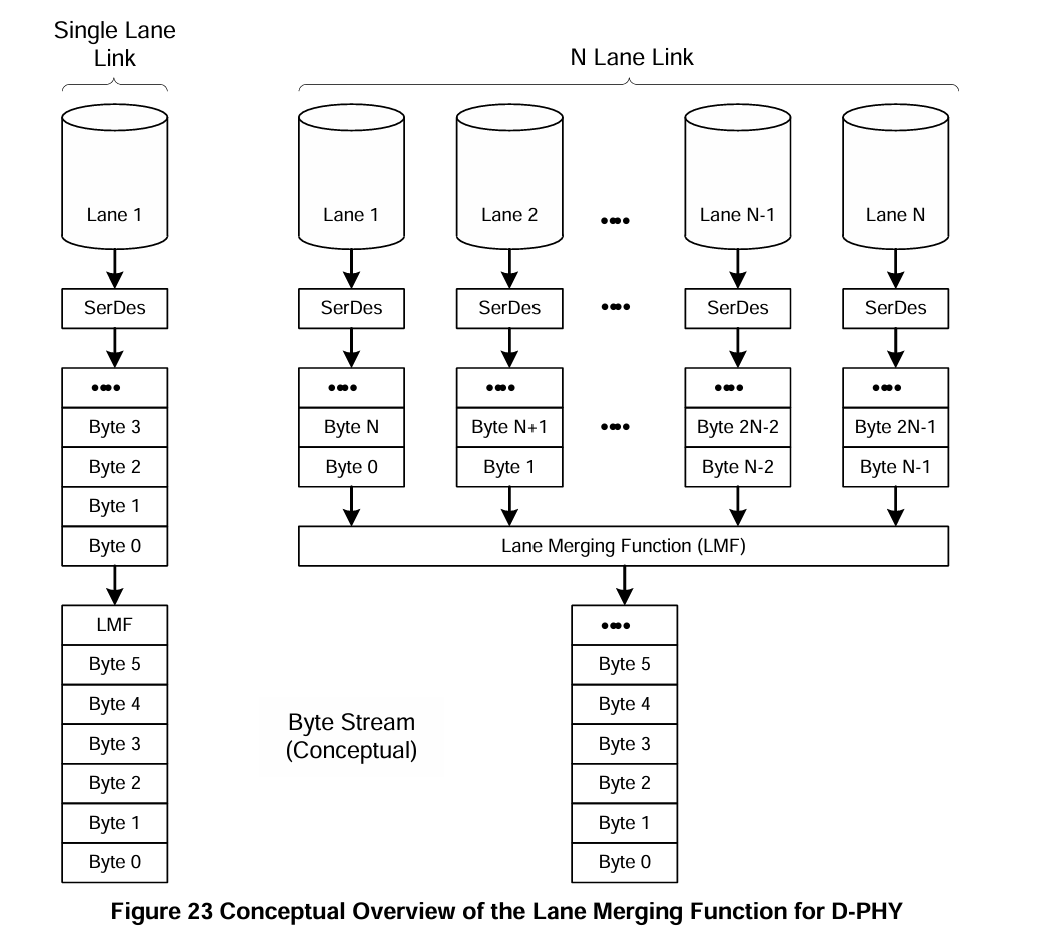 Single Lane
Link
N Lane Link
Lane 1
Lane 1
Lane 2
••••
Lane N-1
Lane N
SerDes
SerDes
SerDes
••••
SerDes
SerDes
••••
••••
••••
••••
••••
Byte 3
Byte N
Byte N+1
••••
Byte 2N-2
Byte 2N-1
Byte 2
Byte 0
Byte 1
Byte N-2
Byte N-1
Byte 1
Byte 0
Lane Merging Function (LMF)
LMF
••••
Byte 5
Byte 5
Byte 4
Byte 4
Byte Stream
(Conceptual)
Byte 3
Byte 3
Byte 2
Byte 2
Byte 1
Byte 1
Byte 0
Byte 0
Figure 23 Conceptual Overview of the Lane Merging Function for D-PHY